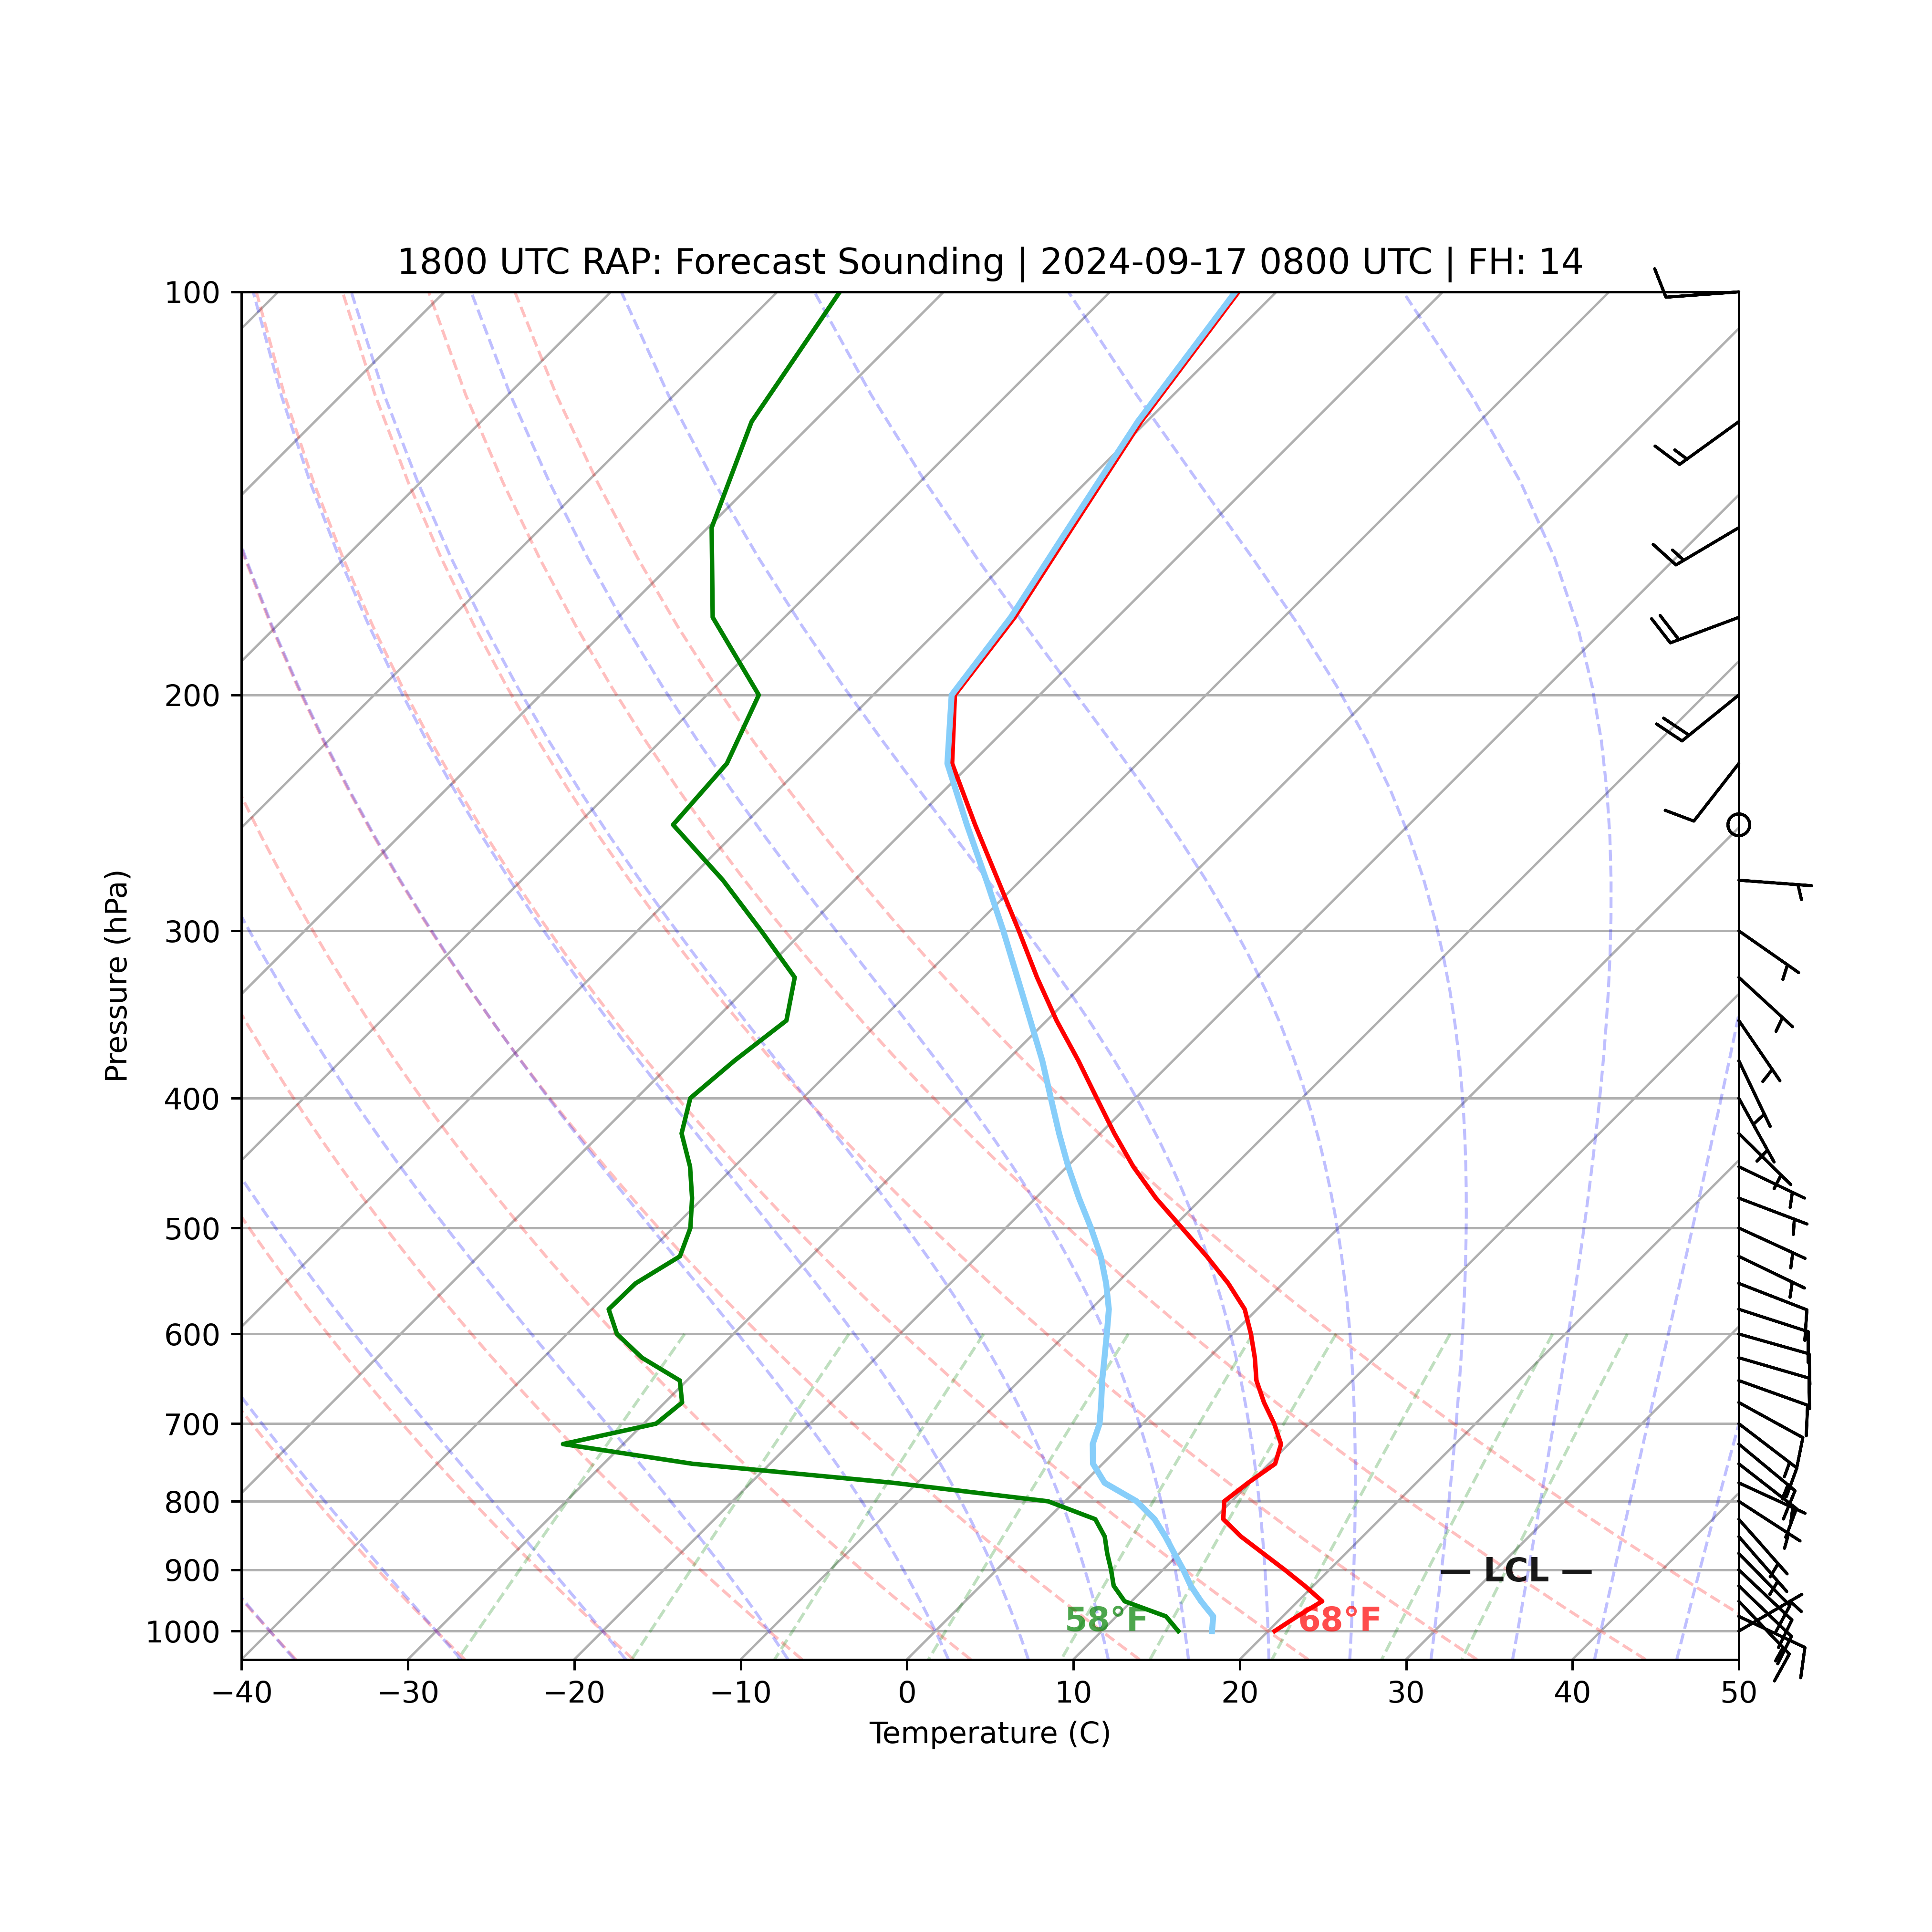 1800 UTC RAP: Forecast Sounding | 2024-09-17 0800 UTC | FH: 14
100
200
300
400
500
600
700
800
900
1000
Pressure (hPa)
— LCL —
58°F
68°F
−40 −30 −20 −10 0 10 20 30 40 50
Temperature (C)